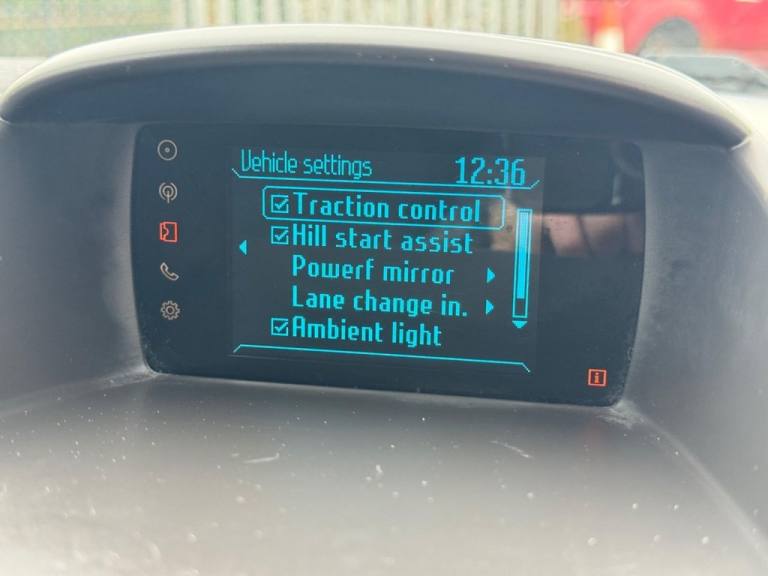 Vehicle settings 12:36
Traction control
Hill start assist
Powerf mirror
Lane change in.
Ambient light